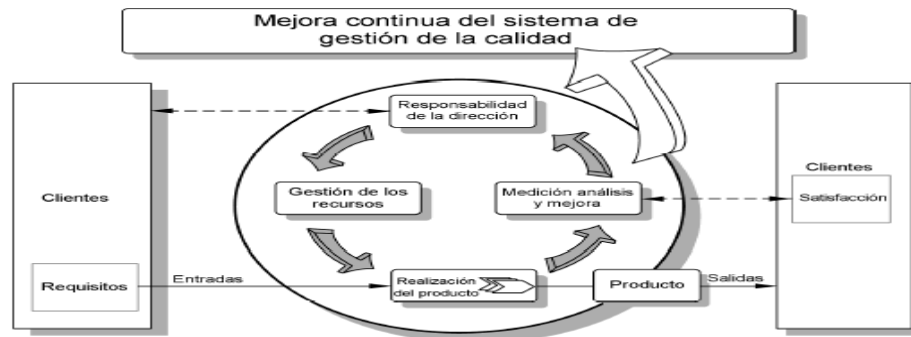 Mejora continua del sistema de
gestión de la calidad
Responsabilidad
de la dirección
Clientes
Gestión de los
recursos
Medición análisis
y mejora
Clientes
Satisfacción
Requisitos
Entradas
Realización
del producto
Producto
Salidas